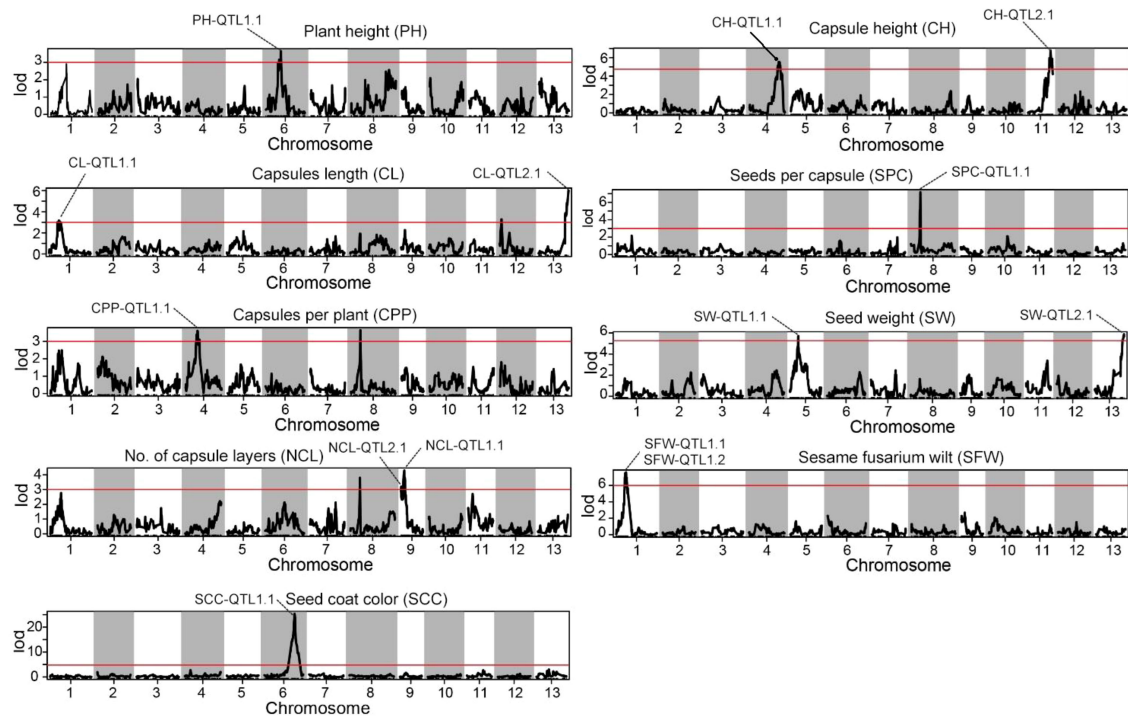 PH-QTL1.1
Plant height (PH)
lod
3
2
1
0
1 2 3 4 5 6 7 8 9 10 11 12 13
Chromosome
CH-QTL1.1
Capsule height (CH)
CH-QTL2.1
lod
6
4
2
0
1 2 3 4 5 6 7 8 9 10 11 12 13
Chromosome
CL-QTL1.1
Capsules length (CL)
CL-QTL2.1
lod
6
4
2
0
1 2 3 4 5 6 7 8 9 10 11 12 13
Chromosome
Seeds per capsule (SPC)
SPC-QTL1.1
lod
6
4
2
0
1 2 3 4 5 6 7 8 9 10 11 12 13
Chromosome
CPP-QTL1.1
Capsules per plant (CPP)
lod
3
2
1
0
1 2 3 4 5 6 7 8 9 10 11 12 13
Chromosome
SW-QTL1.1
Seed weight (SW)
SW-QTL2.1
lod
6
5
4
3
2
1
0
1 2 3 4 5 6 7 8 9 10 11 12 13
Chromosome
No. of capsule layers (NCL)
NCL-QTL2.1
NCL-QTL1.1
lod
4
3
2
1
0
1 2 3 4 5 6 7 8 9 10 11 12 13
Chromosome
SFW-QTL1.1
SFW-QTL1.2
Sesame fusarium wilt (SFW)
lod
6
4
2
0
1 2 3 4 5 6 7 8 9 10 11 12 13
Chromosome
SCC-QTL1.1
Seed coat color (SCC)
lod
20
10
5
0
1 2 3 4 5 6 7 8 9 10 11 12 13
Chromosome